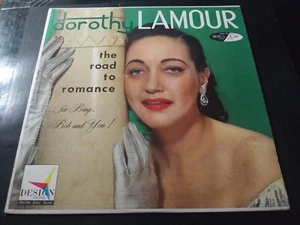 dorothy LAMOUR
the
road to
romance
...for Bing,
Bob and You!
DESIGN